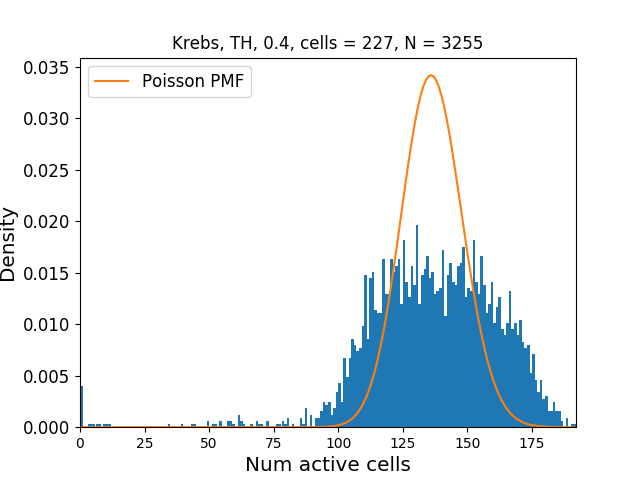 Krebs, TH, 0.4, cells = 227, N = 3255
Poisson PMF
Density
0.035
0.030
0.025
0.020
0.015
0.010
0.005
0.000
0 25 50 75 100 125 150 175
Num active cells